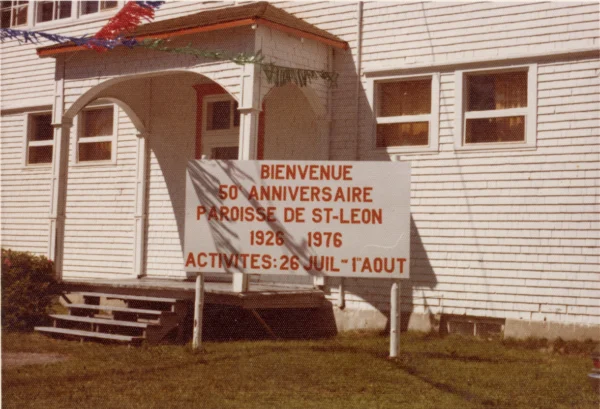 BIENVENUE
50e ANNIVERSAIRE
PAROISSE DE ST-LEON
1926 1976
ACTIVITES: 26 JUIL - 1er AOUT